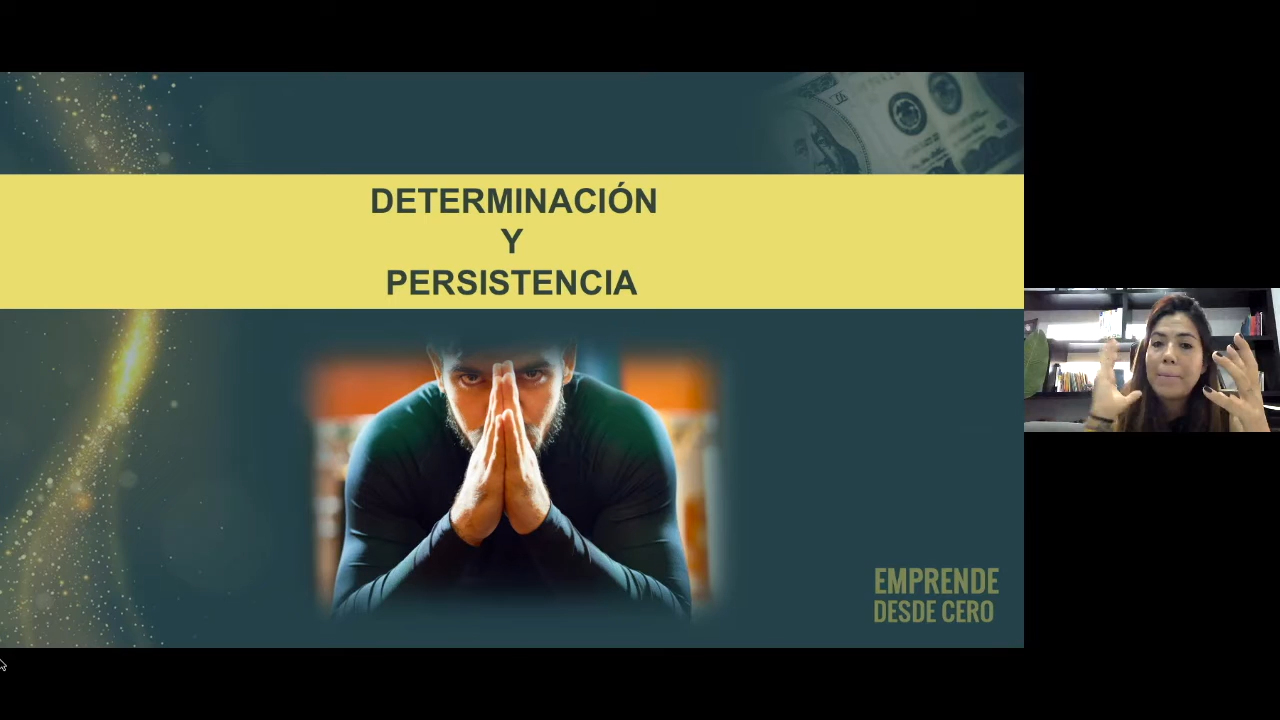 DETERMINACIÓN
Y
PERSISTENCIA
EMPRENDE
DESDE CERO